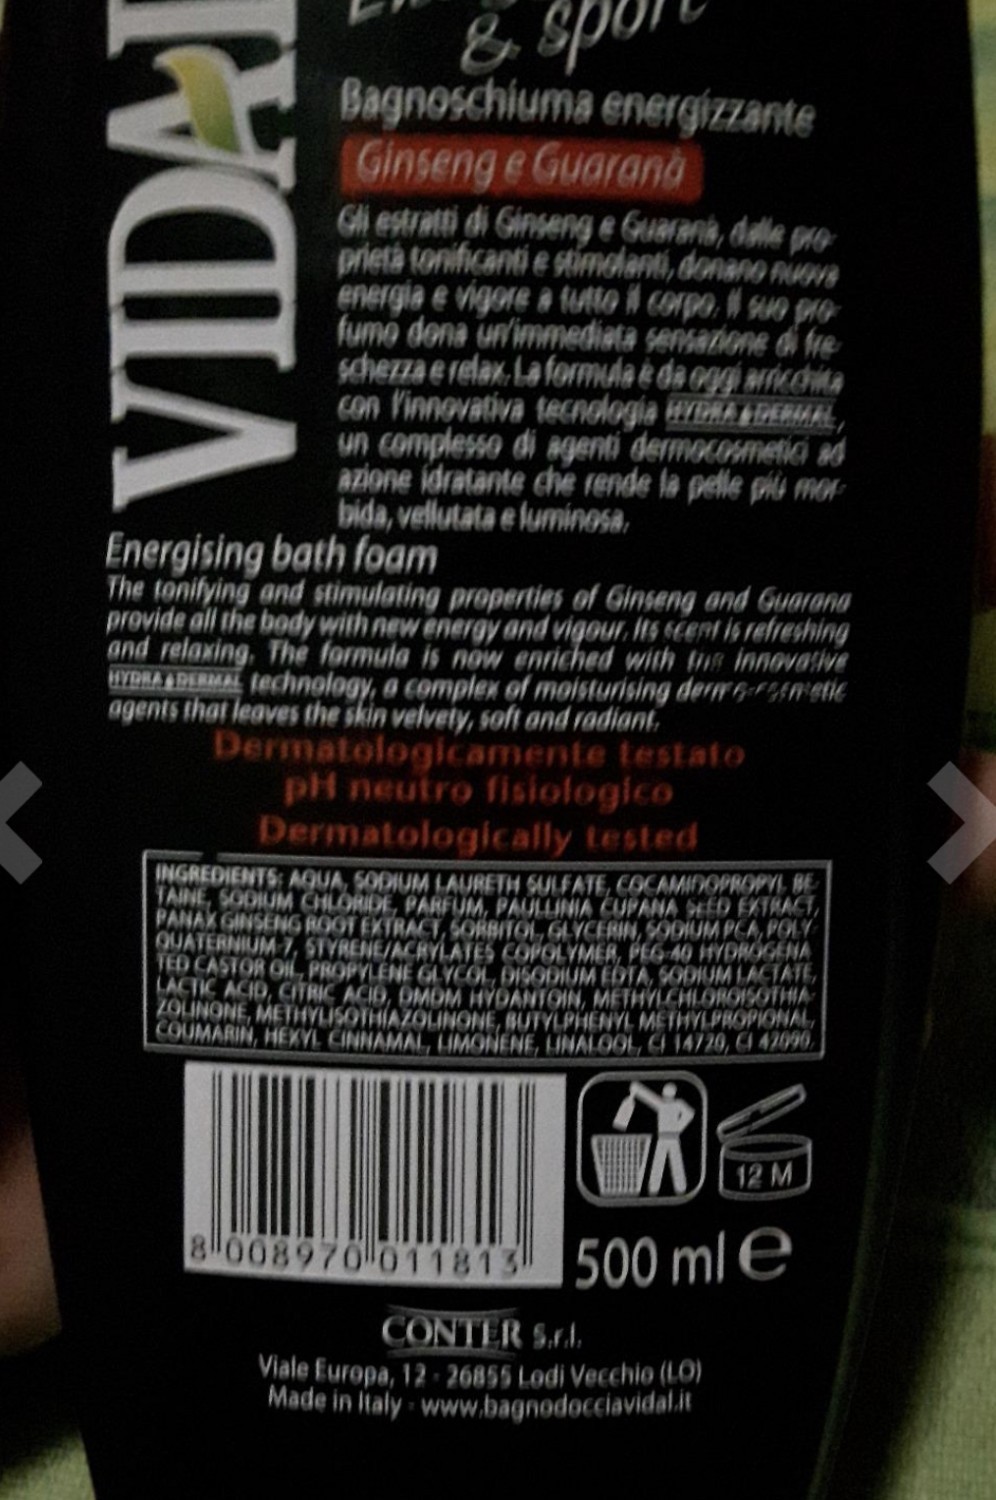 & sport
VIDAL
Bagnoschiuma energizzante
Ginseng e Guaranà
Gli estratti di Ginseng e Guaranà, dalle pro-
prietà tonificanti e stimolanti, donano nuova
energia e vigore a tutto il corpo. Il suo pro-
fumo dona un'immediata sensazione di fre-
schezza e relax. La formula è da oggi arricchita
con l'innovativa tecnologia HYDRA DERMAL,
un complesso di agenti dermocosmetici ad
azione idratante che rende la pelle più mor-
bida, vellutata e luminosa.
Energising bath foam
The tonifying and stimulating properties of Ginseng and Guarana
provide all the body with new energy and vigour. Its scent is refreshing
and relaxing. The formula is now enriched with the innovative
HYDRA DERMAL technology, a complex of moisturising
agents that leaves the skin velvety, soft and radiant.
Dermatologicamente testato
pH neutro fisiologico
Dermatologically tested
INGREDIENTS: AQUA, SODIUM LAURETH SULFATE, COCAMIDOPROPYL BE-
TAINE, SODIUM CHLORIDE, PARFUM, PAULLINIA CUPANA SEED EXTRACT,
PANAX GINSENG ROOT EXTRACT, SORBITOL, GLYCERIN, SODIUM PCA, POLY-
QUATERNIUM-7, STYRENE/ACRYLATES COPOLYMER, PEG-40 HYDROGENA-
TED CASTOR OIL, PROPYLENE GLYCOL, DISODIUM EDTA, SODIUM LACTATE,
LACTIC ACID, CITRIC ACID, DMDM HYDANTOIN, METHYLCHLOROISOTHIA-
ZOLINONE, METHYLISOTHIAZOLINONE, BUTYLPHENYL METHYLPROPIONAL,
COUMARIN, HEXYL CINNAMAL, LIMONENE, LINALOOL, CI 14720, CI 42090.
12 M
8 008970 011813
500 ml e
CONTER S.r.l.
Viale Europa, 12 - 26855 Lodi Vecchio (LO)
Made in Italy - www.bagnodocciavidal.it